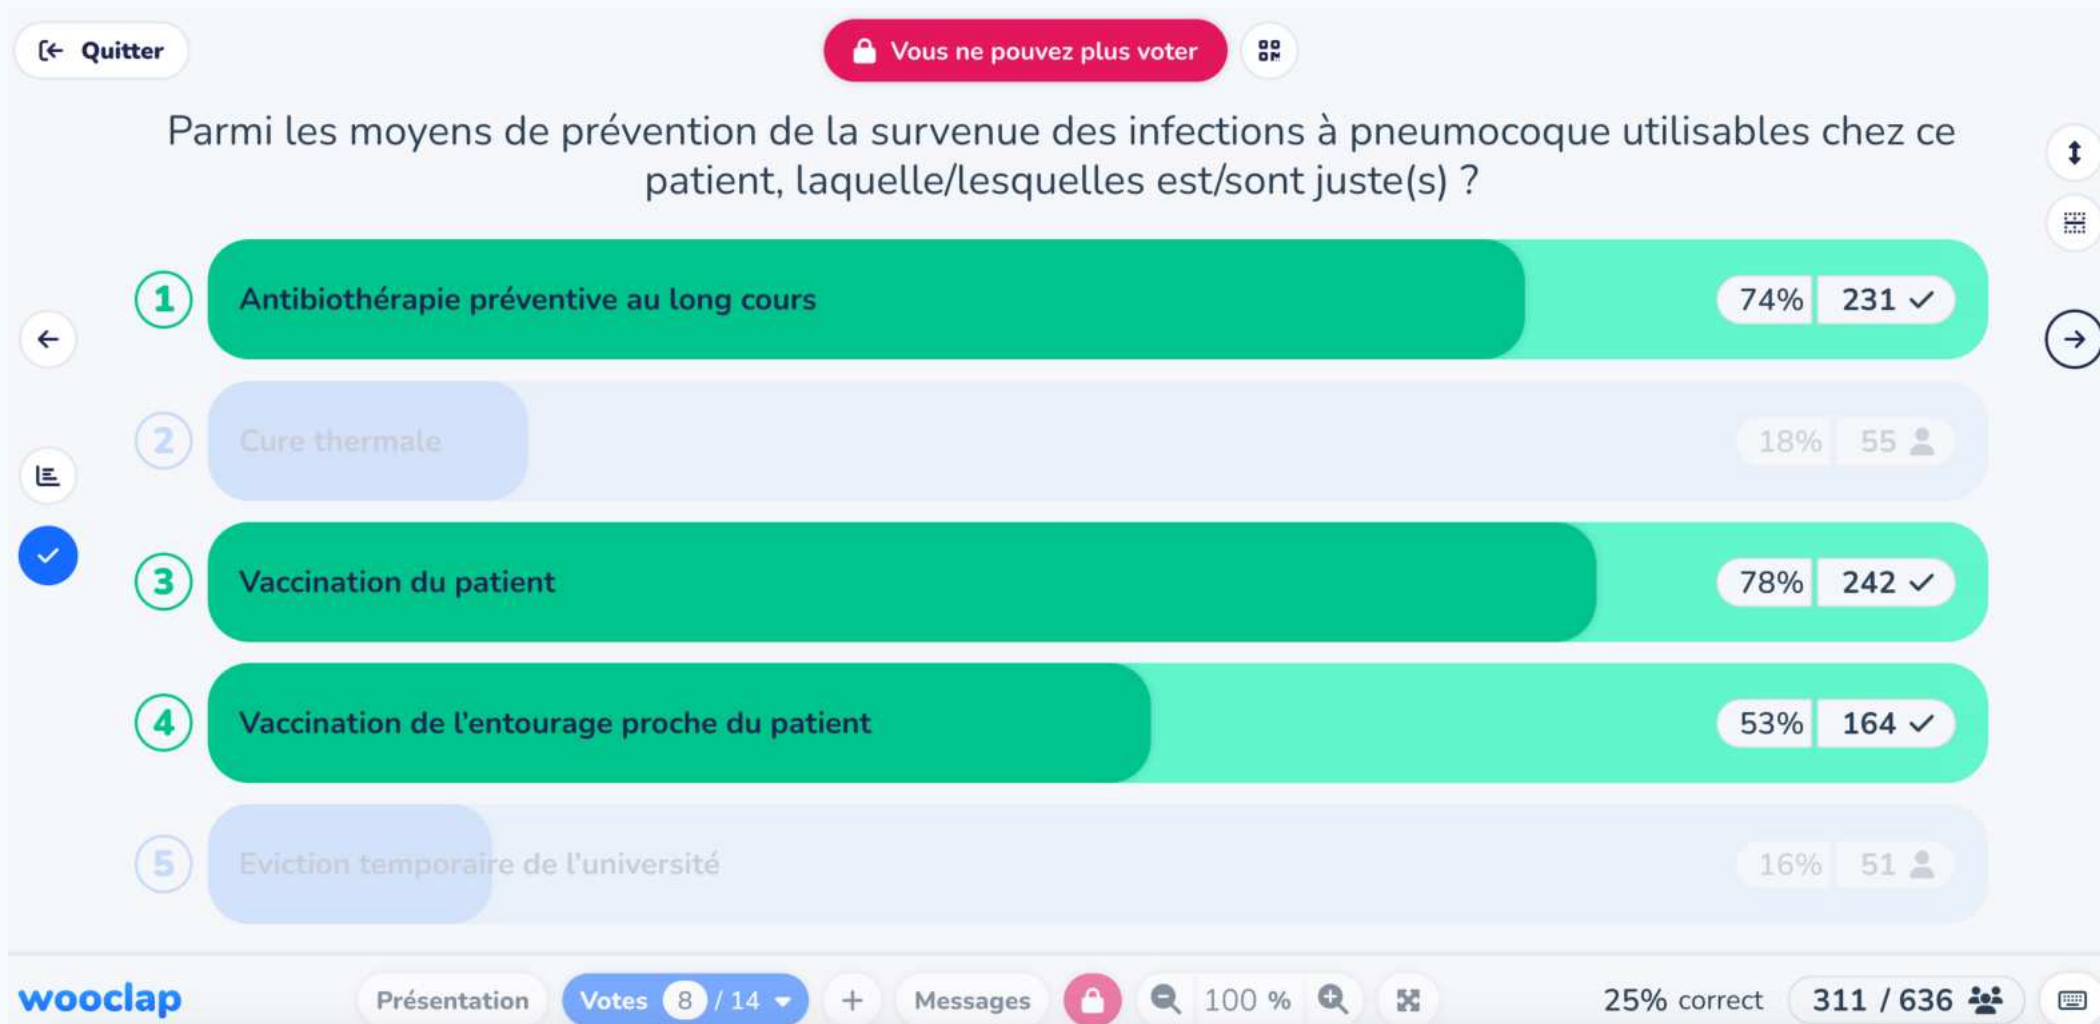 Quitter
Vous ne pouvez plus voter
Parmi les moyens de prévention de la survenue des infections à pneumocoque utilisables chez ce
patient, laquelle/lesquelles est/sont juste(s) ?
1 Antibiothérapie préventive au long cours 74% 231
2 Cure thermale 18% 55
3 Vaccination du patient 78% 242
4 Vaccination de l'entourage proche du patient 53% 164
5 Eviction temporaire de l'université 16% 51
wooclap Présentation Votes 8 / 14 + Messages 100 % 25% correct 311 / 636